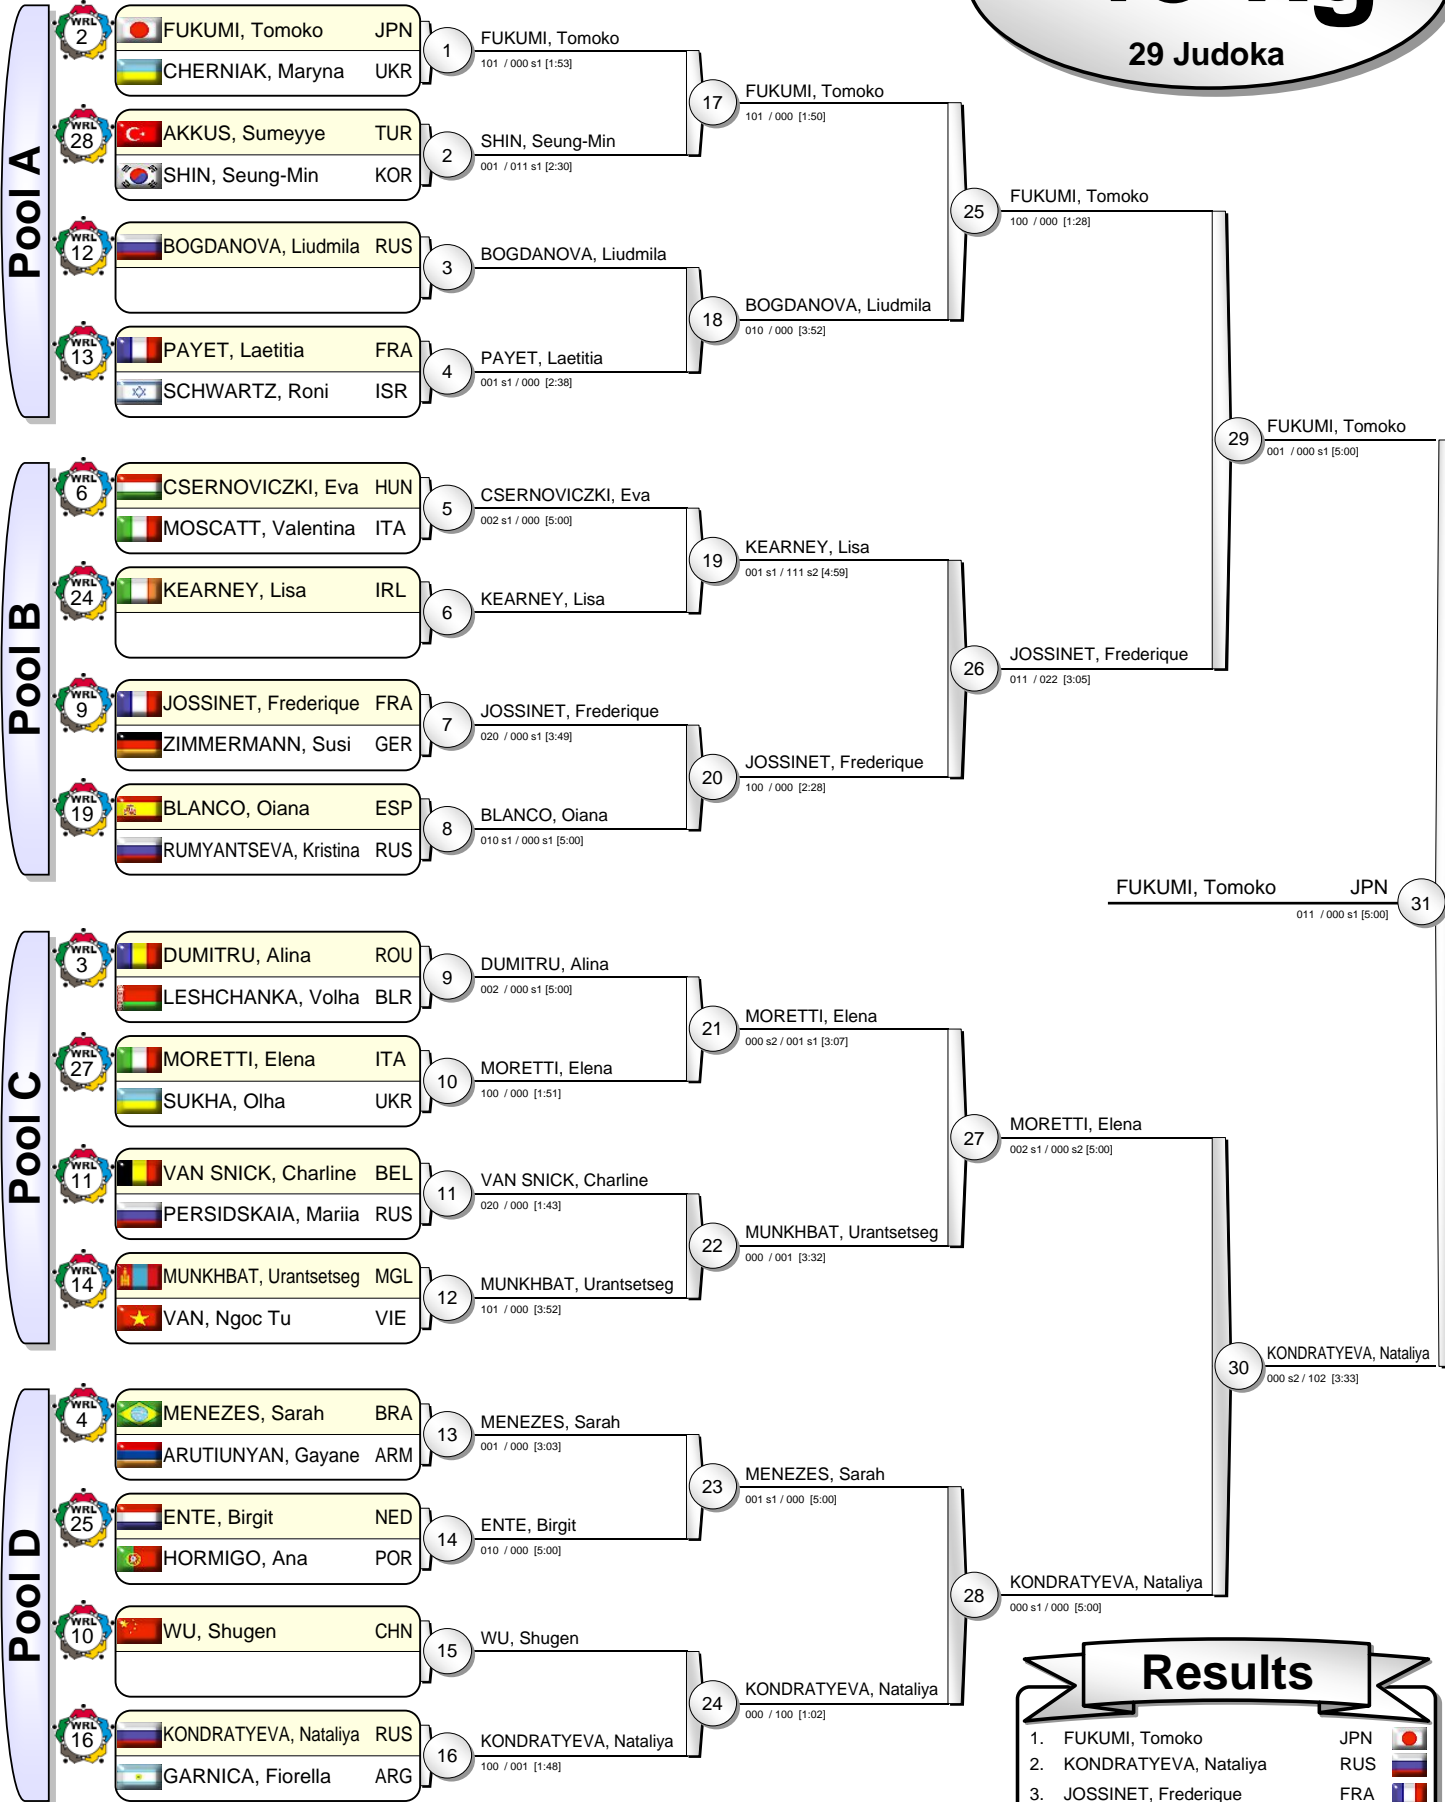 29 Judoka
Pool A
WRL 2
FUKUMI, Tomoko JPN
CHERNIAK, Maryna UKR
1
FUKUMI, Tomoko
101 / 000 s1 [1:53]
WRL 28
AKKUS, Sumeyye TUR
SHIN, Seung-Min KOR
2
SHIN, Seung-Min
001 / 011 s1 [2:30]
17
FUKUMI, Tomoko
101 / 000 [1:50]
WRL 12
BOGDANOVA, Liudmila RUS
3
BOGDANOVA, Liudmila
WRL 13
PAYET, Laetitia FRA
SCHWARTZ, Roni ISR
4
PAYET, Laetitia
001 s1 / 000 [2:38]
18
BOGDANOVA, Liudmila
010 / 000 [3:52]
25
FUKUMI, Tomoko
100 / 000 [1:28]
Pool B
WRL 6
CSERNOVICZKI, Eva HUN
MOSCATT, Valentina ITA
5
CSERNOVICZKI, Eva
002 s1 / 000 [5:00]
WRL 24
KEARNEY, Lisa IRL
6
KEARNEY, Lisa
19
KEARNEY, Lisa
001 s1 / 111 s2 [4:59]
WRL 9
JOSSINET, Frederique FRA
ZIMMERMANN, Susi GER
7
JOSSINET, Frederique
020 / 000 s1 [3:49]
WRL 19
BLANCO, Oiana ESP
RUMYANTSEVA, Kristina RUS
8
BLANCO, Oiana
010 s1 / 000 s1 [5:00]
20
JOSSINET, Frederique
100 / 000 [2:28]
26
JOSSINET, Frederique
011 / 022 [3:05]
29
FUKUMI, Tomoko
001 / 000 s1 [5:00]
FUKUMI, Tomoko JPN
011 / 000 s1 [5:00]
31
Pool C
WRL 3
DUMITRU, Alina ROU
LESHCHANKA, Volha BLR
9
DUMITRU, Alina
002 / 000 s1 [5:00]
WRL 27
MORETTI, Elena ITA
SUKHA, Olha UKR
10
MORETTI, Elena
100 / 000 [1:51]
21
MORETTI, Elena
000 s2 / 001 s1 [3:07]
WRL 11
VAN SNICK, Charline BEL
PERSIDSKAIA, Mariia RUS
11
VAN SNICK, Charline
020 / 000 [1:43]
WRL 14
MUNKHBAT, Urantsetseg MGL
VAN, Ngoc Tu VIE
12
MUNKHBAT, Urantsetseg
101 / 000 [3:52]
22
MUNKHBAT, Urantsetseg
000 / 001 [3:32]
27
MORETTI, Elena
002 s1 / 000 s2 [5:00]
Pool D
WRL 4
MENEZES, Sarah BRA
ARUTIUNYAN, Gayane ARM
13
MENEZES, Sarah
001 / 000 [3:03]
WRL 25
ENTE, Birgit NED
HORMIGO, Ana POR
14
ENTE, Birgit
010 / 000 [5:00]
23
MENEZES, Sarah
001 s1 / 000 [5:00]
WRL 10
WU, Shugen CHN
15
WU, Shugen
WRL 16
KONDRATYEVA, Nataliya RUS
GARNICA, Fiorella ARG
16
KONDRATYEVA, Nataliya
100 / 001 [1:48]
24
KONDRATYEVA, Nataliya
000 / 100 [1:02]
28
KONDRATYEVA, Nataliya
000 s1 / 000 [5:00]
30
KONDRATYEVA, Nataliya
000 s2 / 102 [3:33]
Results
1. FUKUMI, Tomoko JPN
2. KONDRATYEVA, Nataliya RUS
3. JOSSINET, Frederique FRA